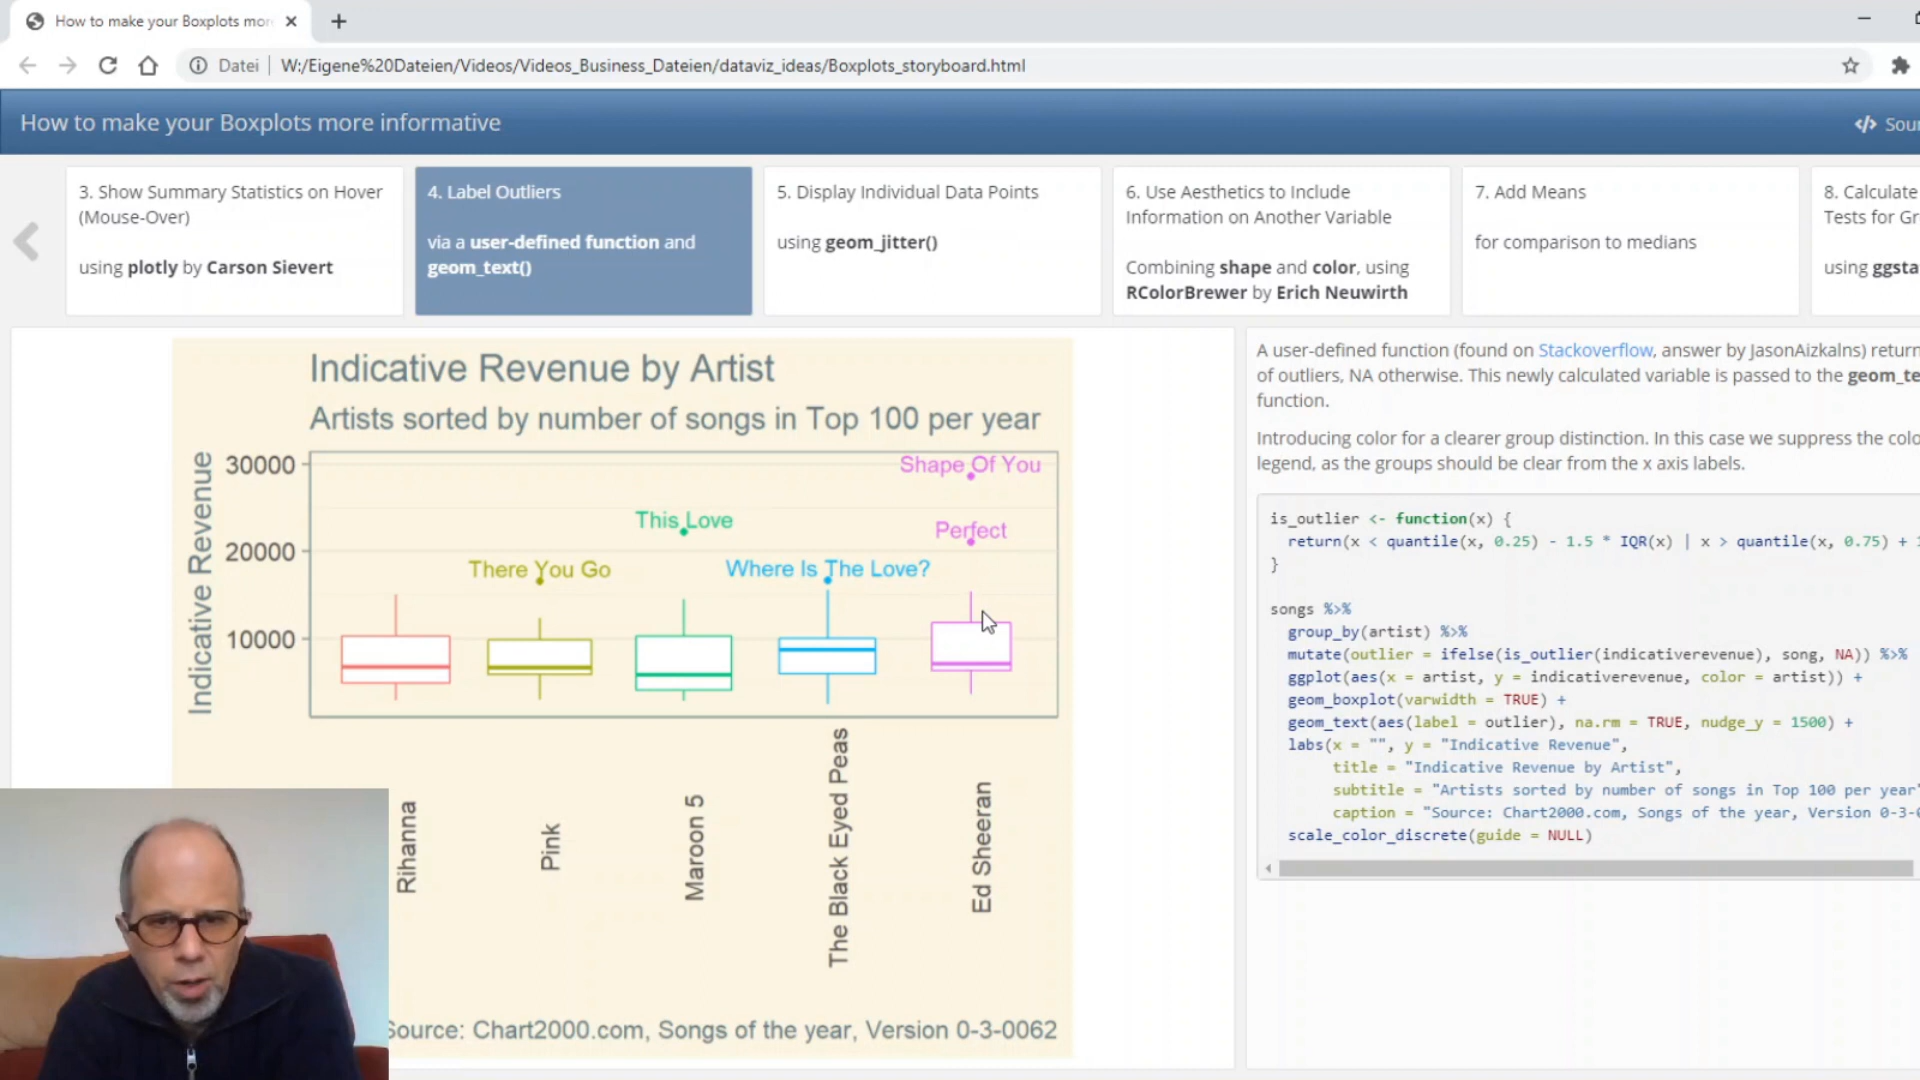 How to make your Boxplots more
Datei
W:/Eigene%20Dateien/Videos/Videos_Business_Dateien/dataviz_ideas/Boxplots_storyboard.html
How to make your Boxplots more informative
3. Show Summary Statistics on Hover
(Mouse-Over)
using plotly by Carson Sievert
4. Label Outliers
via a user-defined function and
geom_text()
5. Display Individual Data Points
using geom_jitter()
6. Use Aesthetics to Include
Information on Another Variable
Combining shape and color, using
RColorBrewer by Erich Neuwirth
7. Add Means
for comparison to medians
8. Calculate
Tests for
using
Indicative Revenue by Artist
Artists sorted by number of songs in Top 100 per year
Indicative Revenue
30000
20000
10000
Shape Of You
This Love
Perfect
There You Go
Where Is The Love?
Rihanna
Pink
Maroon 5
The Black Eyed Peas
Ed Sheeran
Source: Chart2000.com, Songs of the year, Version 0-3-0062
A user-defined function (found on Stackoverflow, answer by JasonAizkalns)
of outliers, NA otherwise. This newly calculated variable is passed to the
function.
Introducing color for a clearer group distinction. In this case we suppress the
legend, as the groups should be clear from the x axis labels.
is_outlier <- function(x) {
return(x < quantile(x, 0.25) - 1.5 * IQR(x) | x > quantile(x, 0.75) +
}
songs %>%
group_by(artist) %>%
mutate(outlier = ifelse(is_outlier(indicativerevenue), song, NA)) %>%
ggplot(aes(x = artist, y = indicativerevenue, color = artist)) +
geom_boxplot(varwidth = TRUE) +
geom_text(aes(label = outlier), na.rm = TRUE, nudge_y = 1500) +
labs(x = "", y = "Indicative Revenue",
title = "Indicative Revenue by Artist",
subtitle = "Artists sorted by number of songs in Top 100 per year"
caption = "Source: Chart2000.com, Songs of the year, Version
scale_color_discrete(guide = NULL)